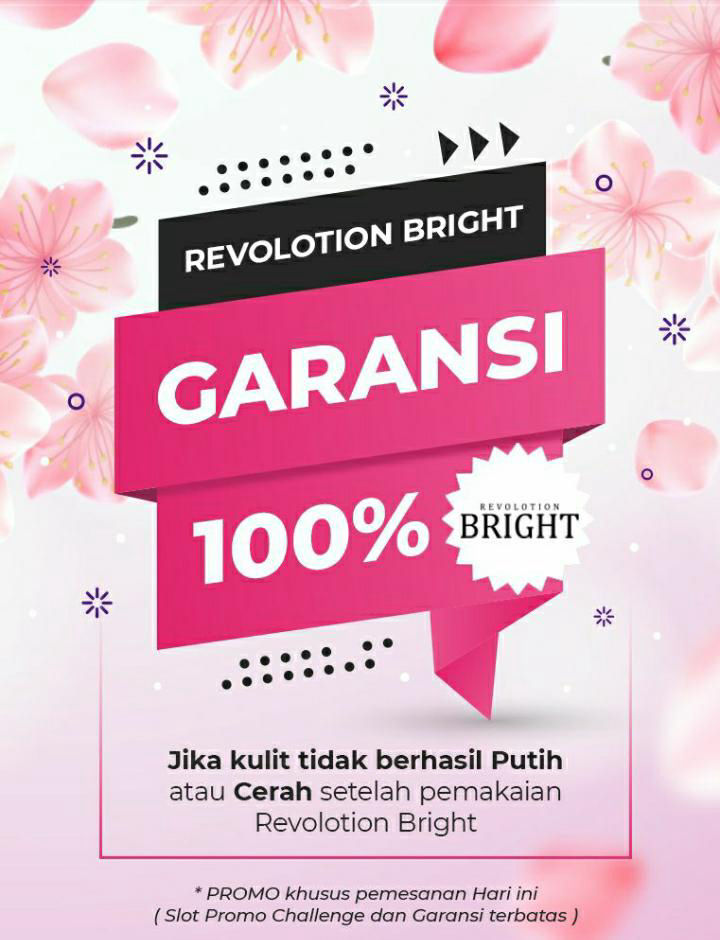 REVOLOTION BRIGHT
GARANSI
100%
REVOLOTION
BRIGHT
Jika kulit tidak berhasil Putih
atau Cerah setelah pemakaian
Revolotion Bright
* PROMO khusus pemesanan Hari ini
( Slot Promo Challenge dan Garansi terbatas )